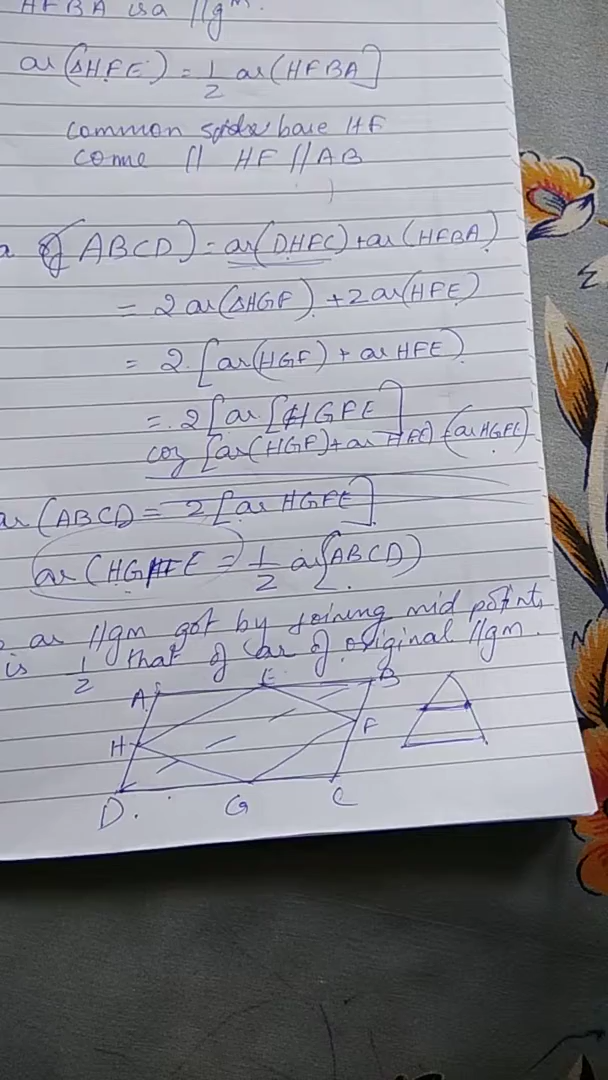 HFBA is a ||gm.
ar(ΔHFE) = 1/2 ar(HFBA]
common base HF
come || HF || AB
of ABCD) = ar(DHFC) + ar(HFBA)
= 2 ar(ΔHGF) + 2 ar(HFE)
= 2 [ar(HGF) + ar HFE)
= 2 [ar [HGFE]
coz [ar(HGF) + ar HFE) = (ar HGFE)
ar(ABCD = 2 [ar HGFE]
ar(HGFE = 1/2 ar(ABCD)
ar ||gm got by joining mid points
is 1/2 that of (ar of original ||gm.
A E B
H F
D. G C